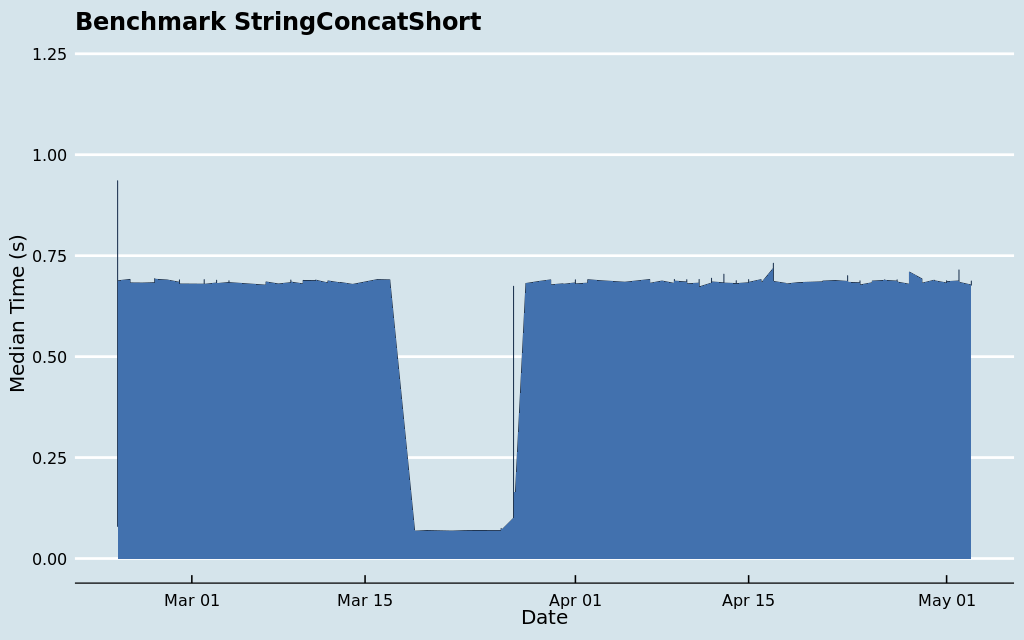 Benchmark StringConcatShort
1.25
1.00
0.75
0.50
0.25
0.00
Median Time (s)
Mar 01 Mar 15 Apr 01 Apr 15 May 01
Date